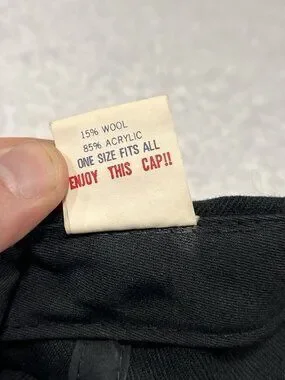 15% WOOL
85% ACRYLIC
ONE SIZE FITS ALL
ENJOY THIS CAP!!